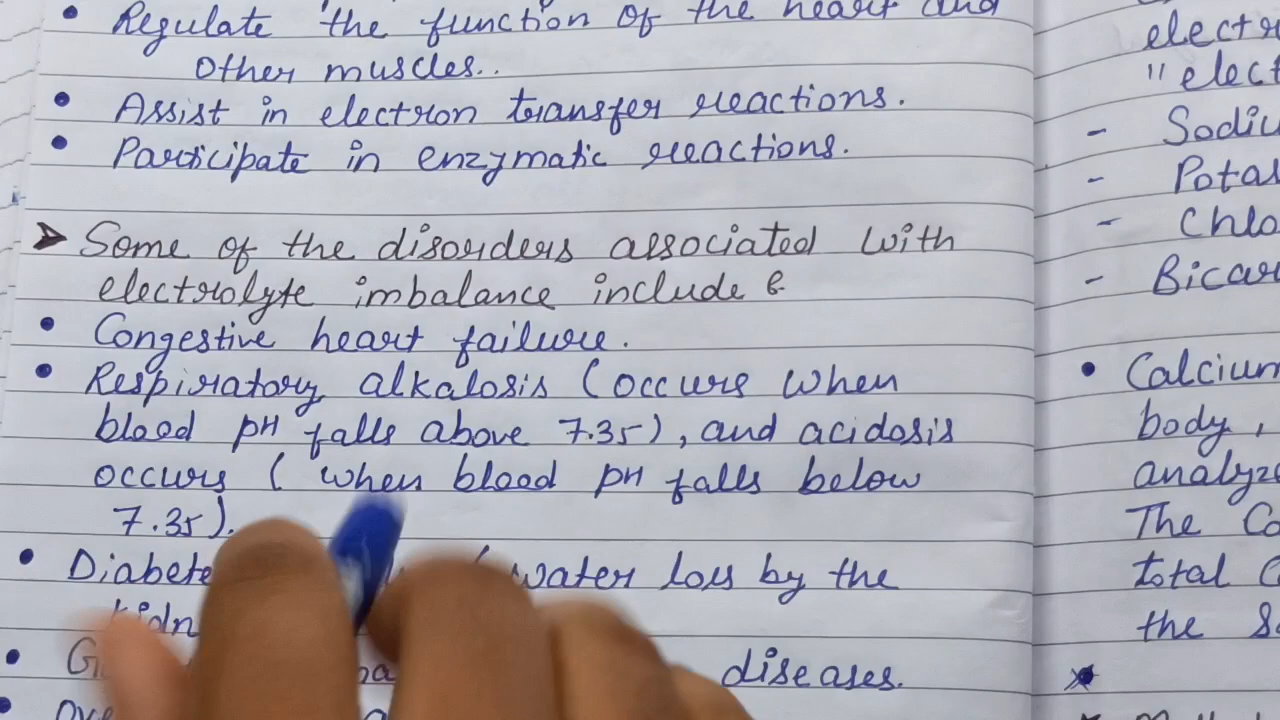 Regulate the function of the heart and
other muscles..
• Assist in electron transfer reactions.
• Participate in enzymatic reactions.
➤ Some of the disorders associated with
electrolyte imbalance include :
• Congestive heart failure.
• Respiratory alkalosis (occurs when
blood pH falls above 7.35), and acidosis
occurs ( when blood pH falls below
7.35).
• Diabete (water loss by the
kidn
• diseases.
electr
" elect
- Sodiu
- Potas
- Chlo
- Bicar
• Calcium
body,
analyze
The Co
total
the